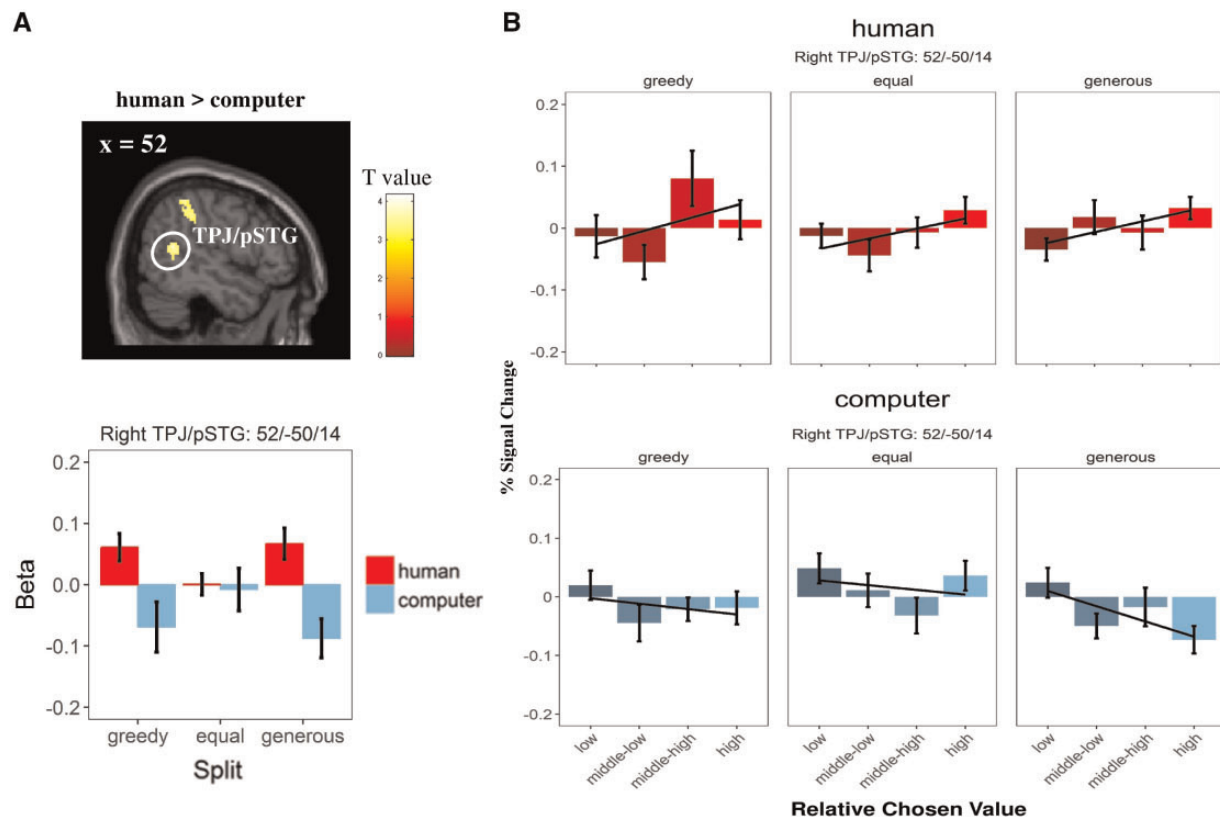 A
human > computer
x = 52
T value
TPJ/pSTG
4
3
2
1
0
Right TPJ/pSTG: 52/-50/14
0.2
0.1
0.0
-0.1
-0.2
Beta
greedy equal generous
Split
human
computer
B
human
Right TPJ/pSTG: 52/-50/14
greedy equal generous
0.2
0.1
0
-0.1
-0.2
% Signal Change
computer
Right TPJ/pSTG: 52/-50/14
greedy equal generous
0.2
0.1
0
-0.1
-0.2
low middle-low middle-high high low middle-low middle-high high low middle-low middle-high high
Relative Chosen Value